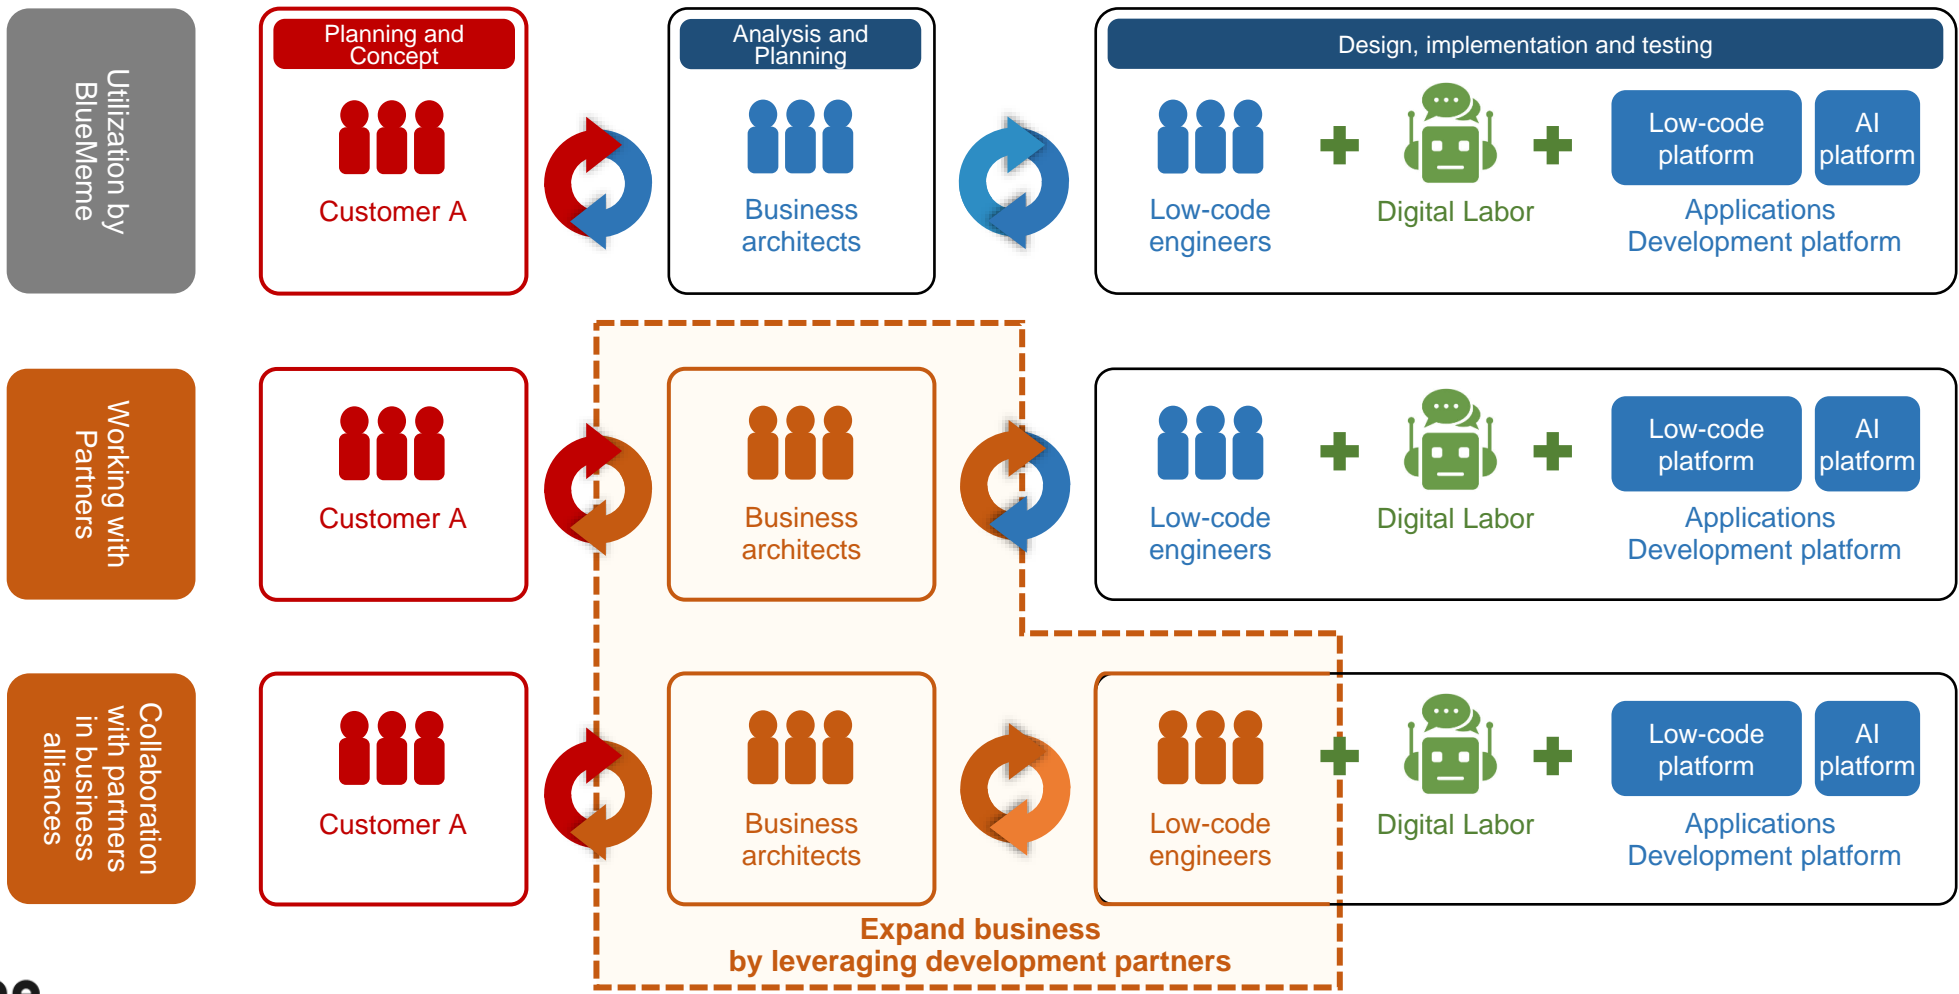 Utilization by
BlueMeme
Planning and
Concept
Customer A
Analysis and
Planning
Business
architects
Design, implementation and testing
Low-code
engineers
Digital Labor
Low-code
platform
AI
platform
Applications
Development platform
Working with
Partners
Customer A
Business
architects
Low-code
engineers
Digital Labor
Low-code
platform
AI
platform
Applications
Development platform
Collaboration
with partners
in business
alliances
Customer A
Business
architects
Low-code
engineers
Digital Labor
Low-code
platform
AI
platform
Applications
Development platform
Expand business
by leveraging development partners